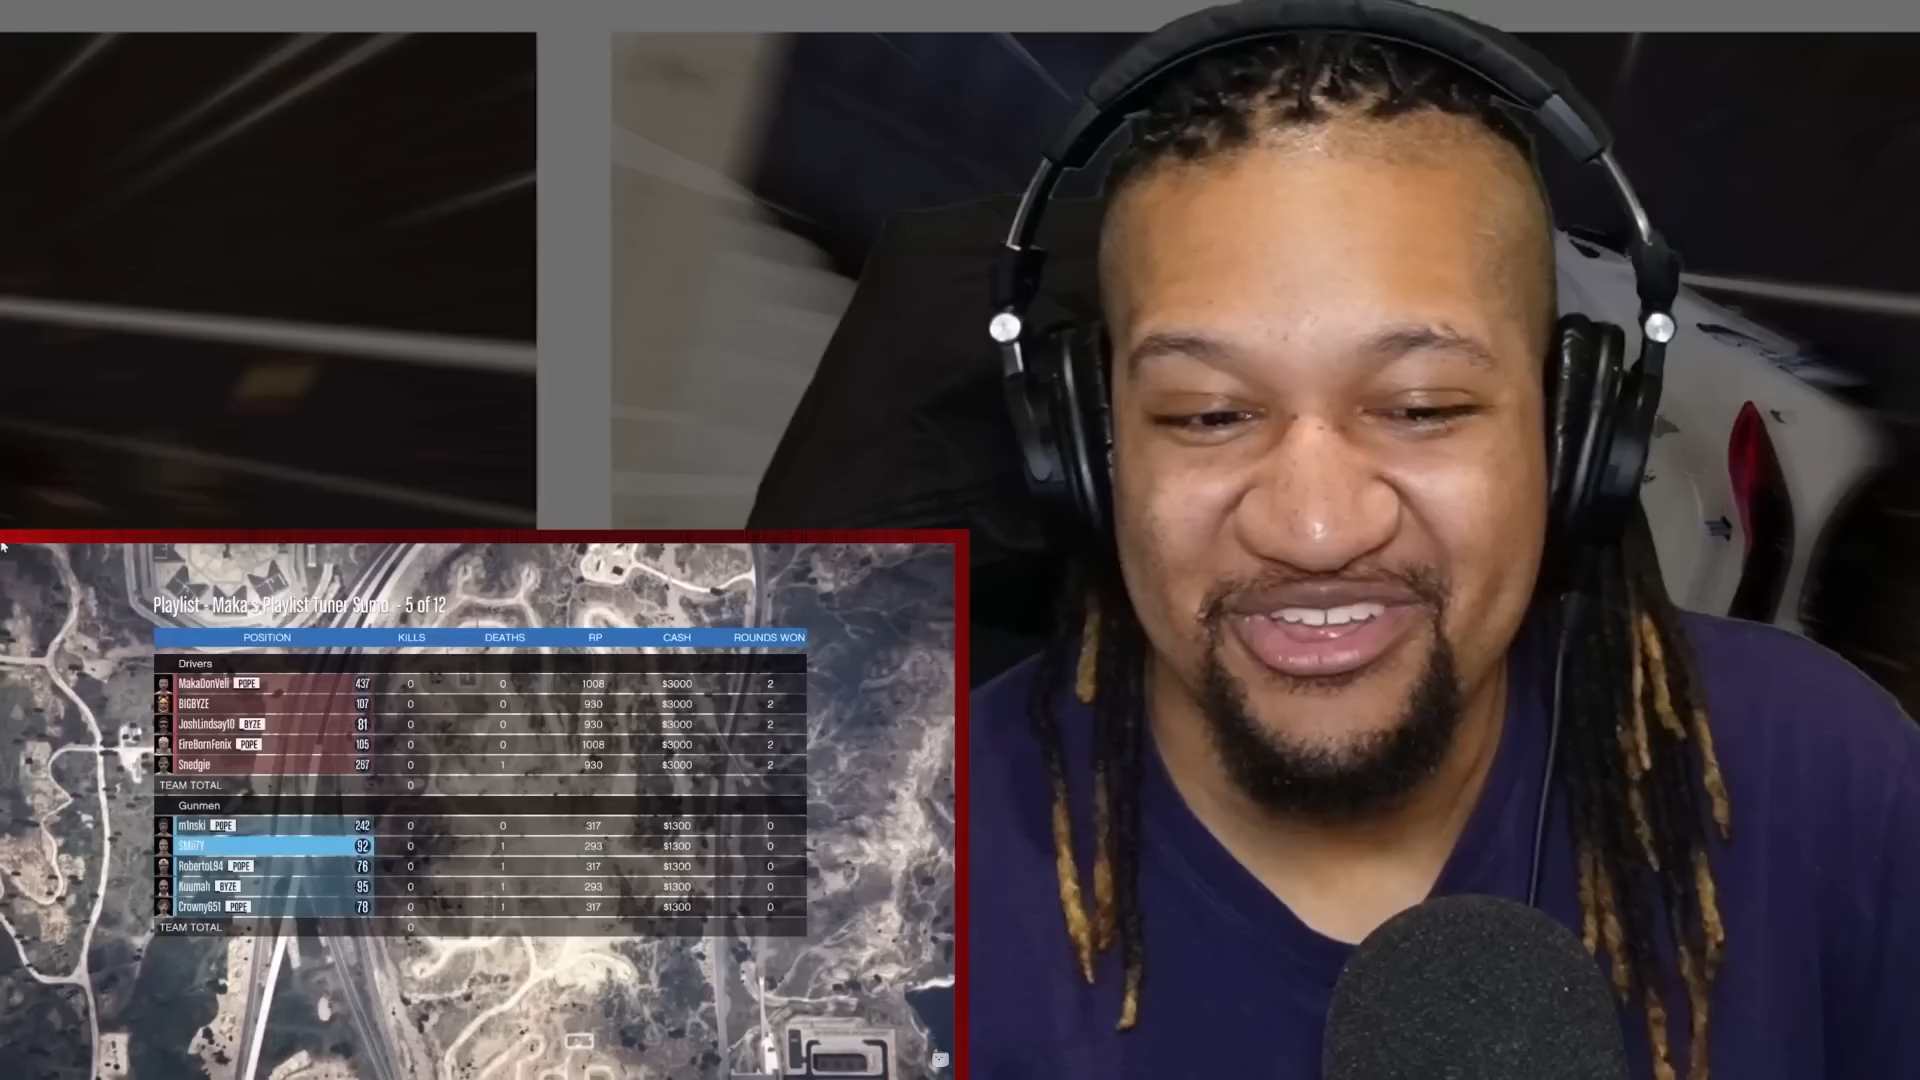 Playlist - Maka's Playlist Tuner Sumo. - 5 of 12
POSITION KILLS DEATHS RP CASH ROUNDS WON
Drivers
MakaDonVeli POPE 437 0 0 1008 $3000 2
BIGBYZE 107 0 0 930 $3000 2
JoshLindsay10 BYZE 81 0 0 930 $3000 2
EireBornFenix POPE 105 0 0 1008 $3000 2
Snedgie 267 0 1 930 $3000 2
TEAM TOTAL 0
Gunmen
m1nski POPE 242 0 0 317 $1300 0
SMii7Y 92 0 1 293 $1300 0
RobertoL94 POPE 76 0 1 317 $1300 0
Kuumah BYZE 95 0 1 293 $1300 0
Crowny651 POPE 78 0 1 317 $1300 0
TEAM TOTAL 0